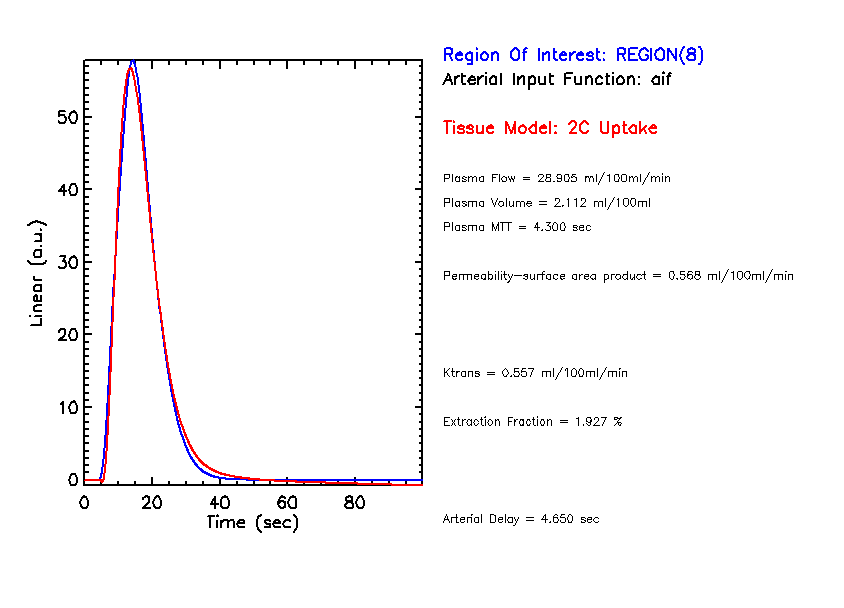 Region Of Interest: REGION(8)
Arterial Input Function: aif
Tissue Model: 2C Uptake
Plasma Flow = 28.905 ml/100ml/min
Plasma Volume = 2.112 ml/100ml
Plasma MTT = 4.300 sec
Permeability-surface area product = 0.568 ml/100ml/min
Ktrans = 0.557 ml/100ml/min
Extraction Fraction = 1.927 %
Arterial Delay = 4.650 sec
Linear (a.u.)
50
40
30
20
10
0
0 20 40 60 80
Time (sec)